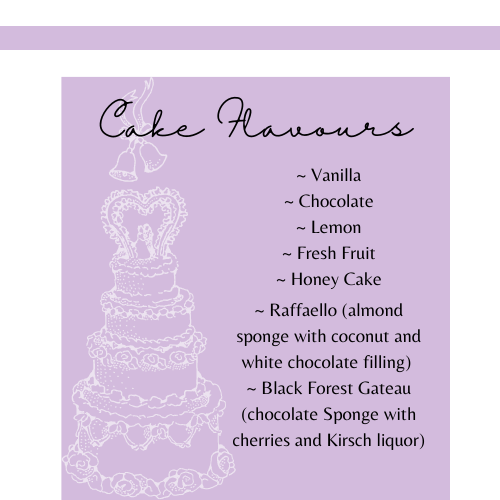 Cake Flavours
~ Vanilla
~ Chocolate
~ Lemon
~ Fresh Fruit
~ Honey Cake
~ Raffaello (almond
sponge with coconut and
white chocolate filling)
~ Black Forest Gateau
(chocolate Sponge with
cherries and Kirsch liquor)